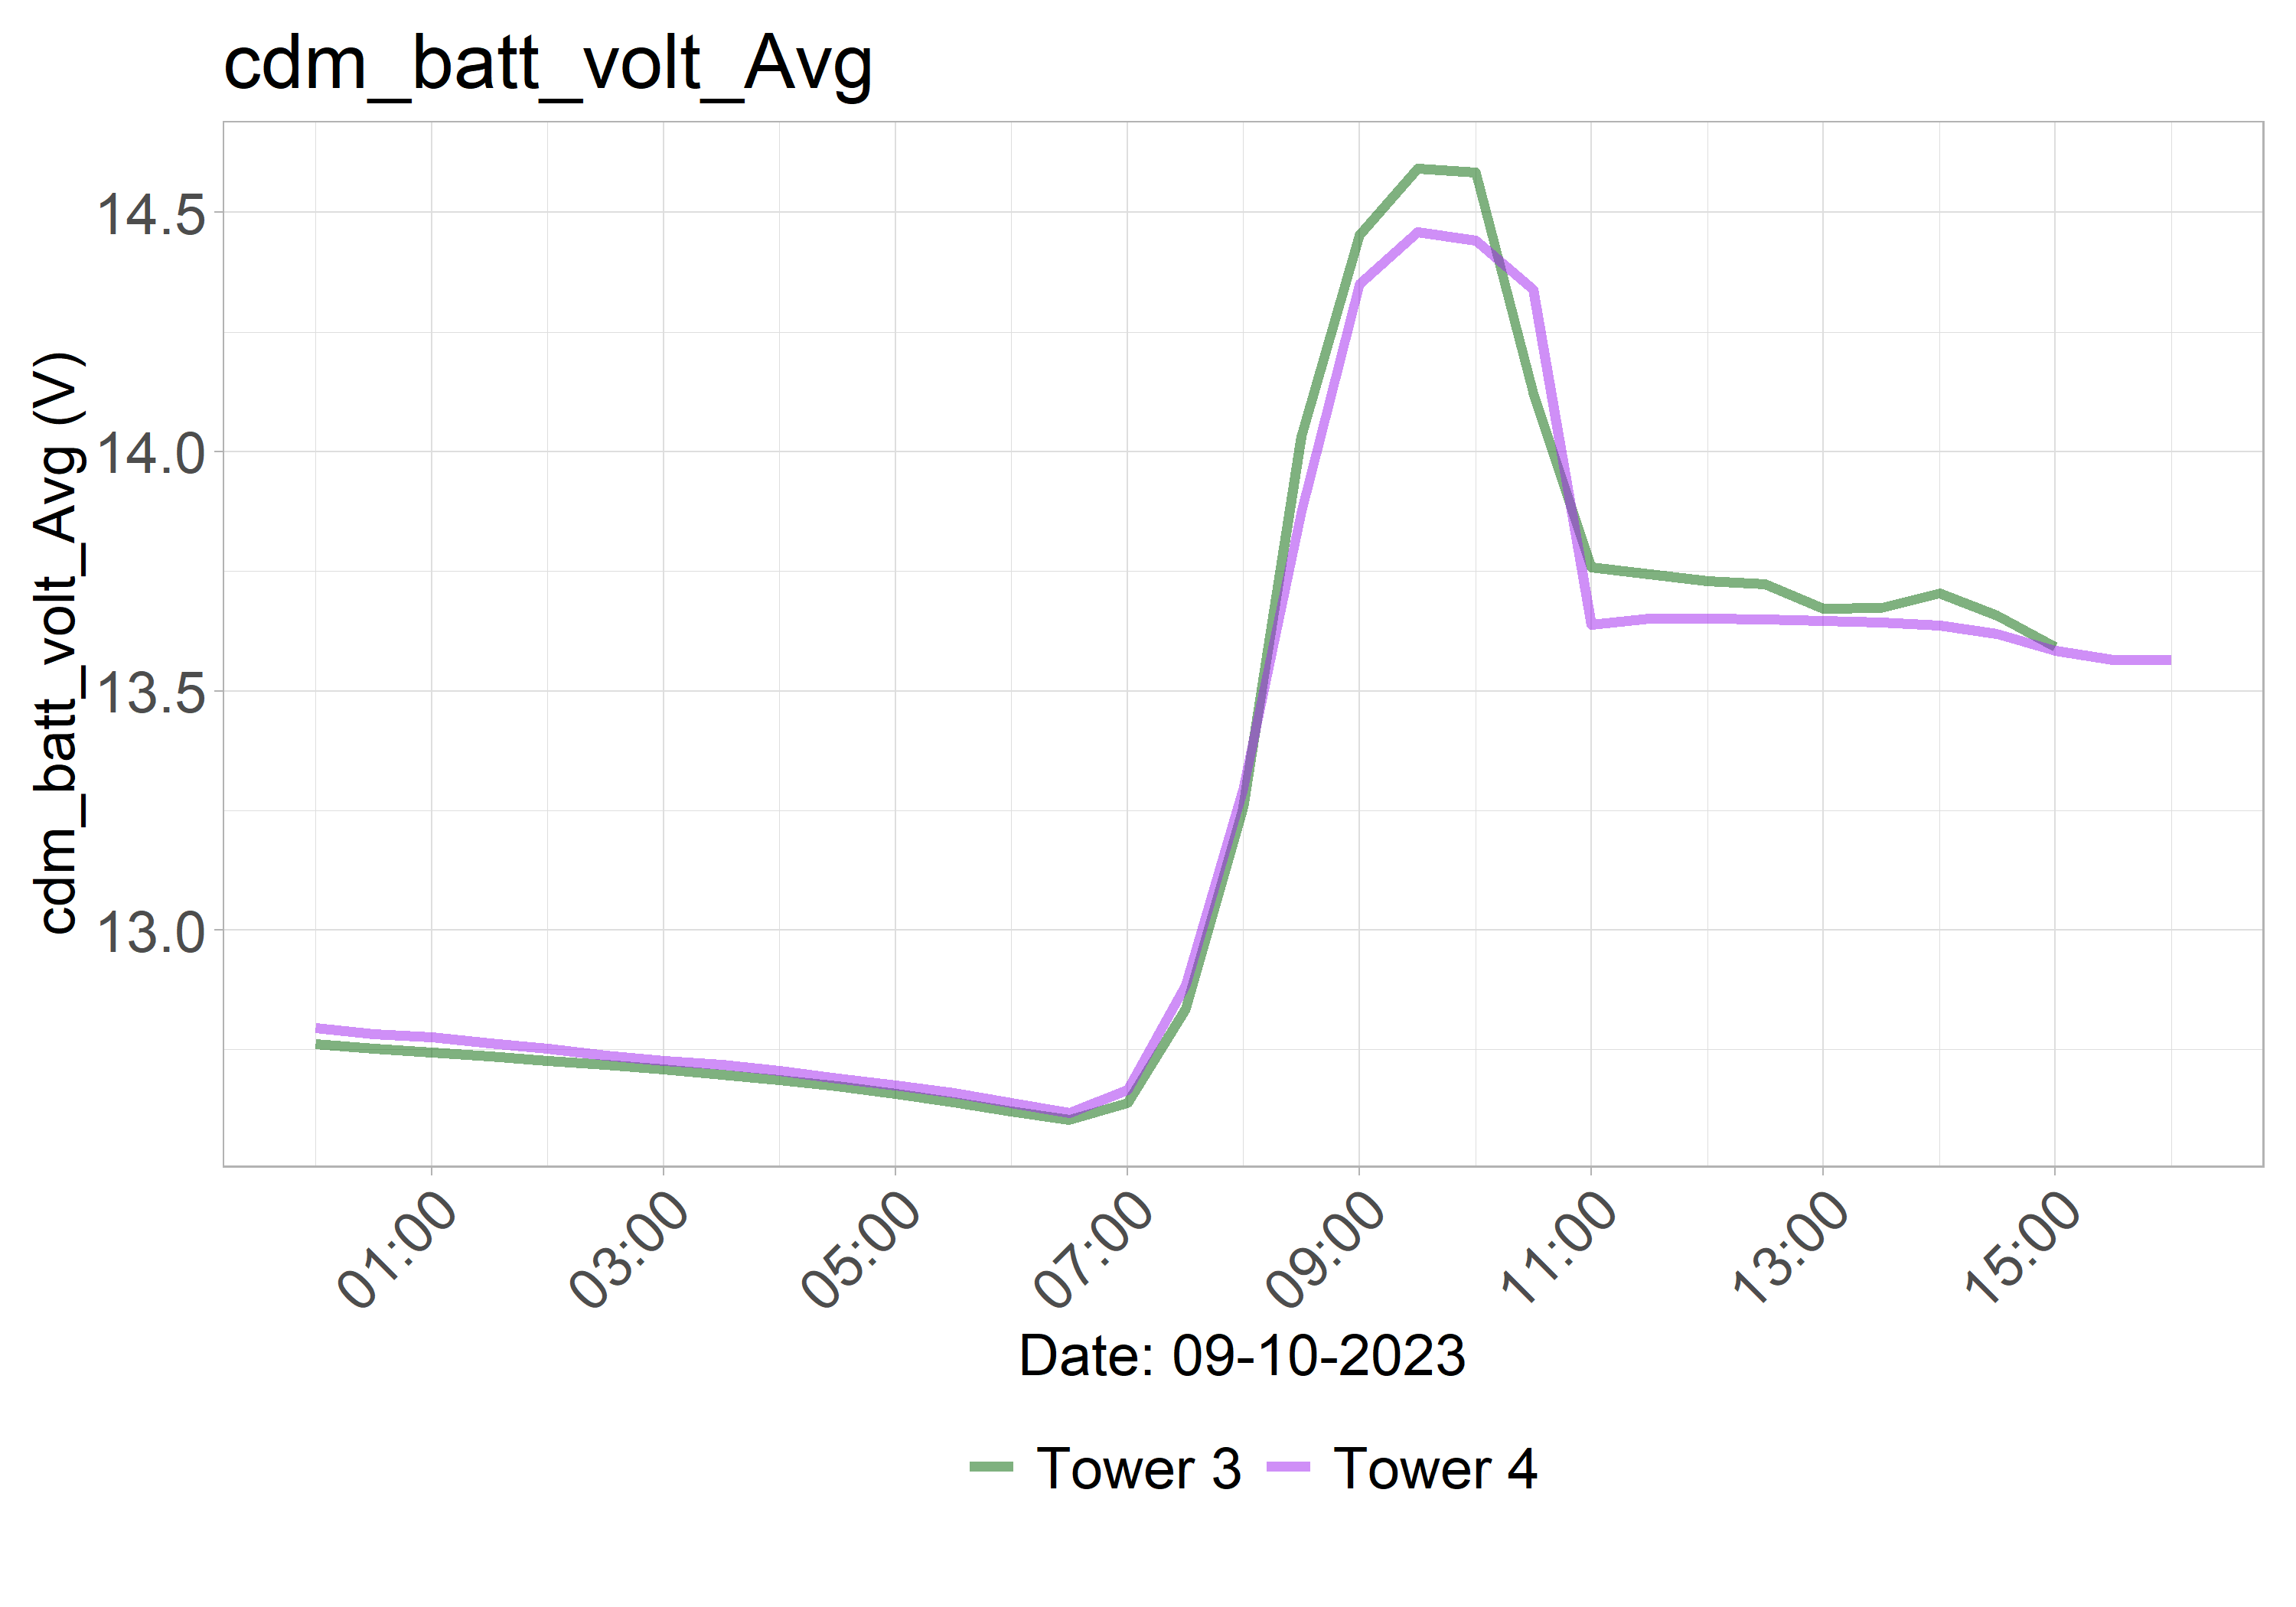 cdm_batt_volt_Avg
cdm_batt_volt_Avg (V)
14.5
14.0
13.5
13.0
01:00
03:00
05:00
07:00
09:00
11:00
13:00
15:00
Date: 09-10-2023
Tower 3
Tower 4